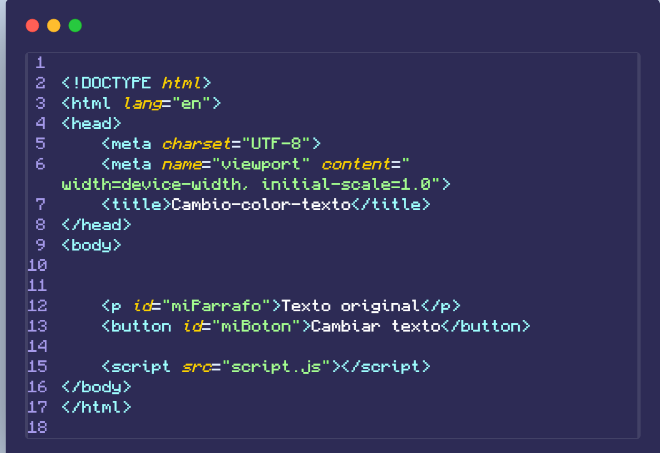 1
2 <!DOCTYPE html>
3 <html lang="en">
4 <head>
5     <meta charset="UTF-8">
6     <meta name="viewport" content="
width=device-width, initial-scale=1.0">
7     <title>Cambio-color-texto</title>
8 </head>
9 <body>
10
11
12     <p id="miParrafo">Texto original</p>
13     <button id="miBoton">Cambiar texto</button>
14
15     <script src="script.js"></script>
16 </body>
17 </html>
18